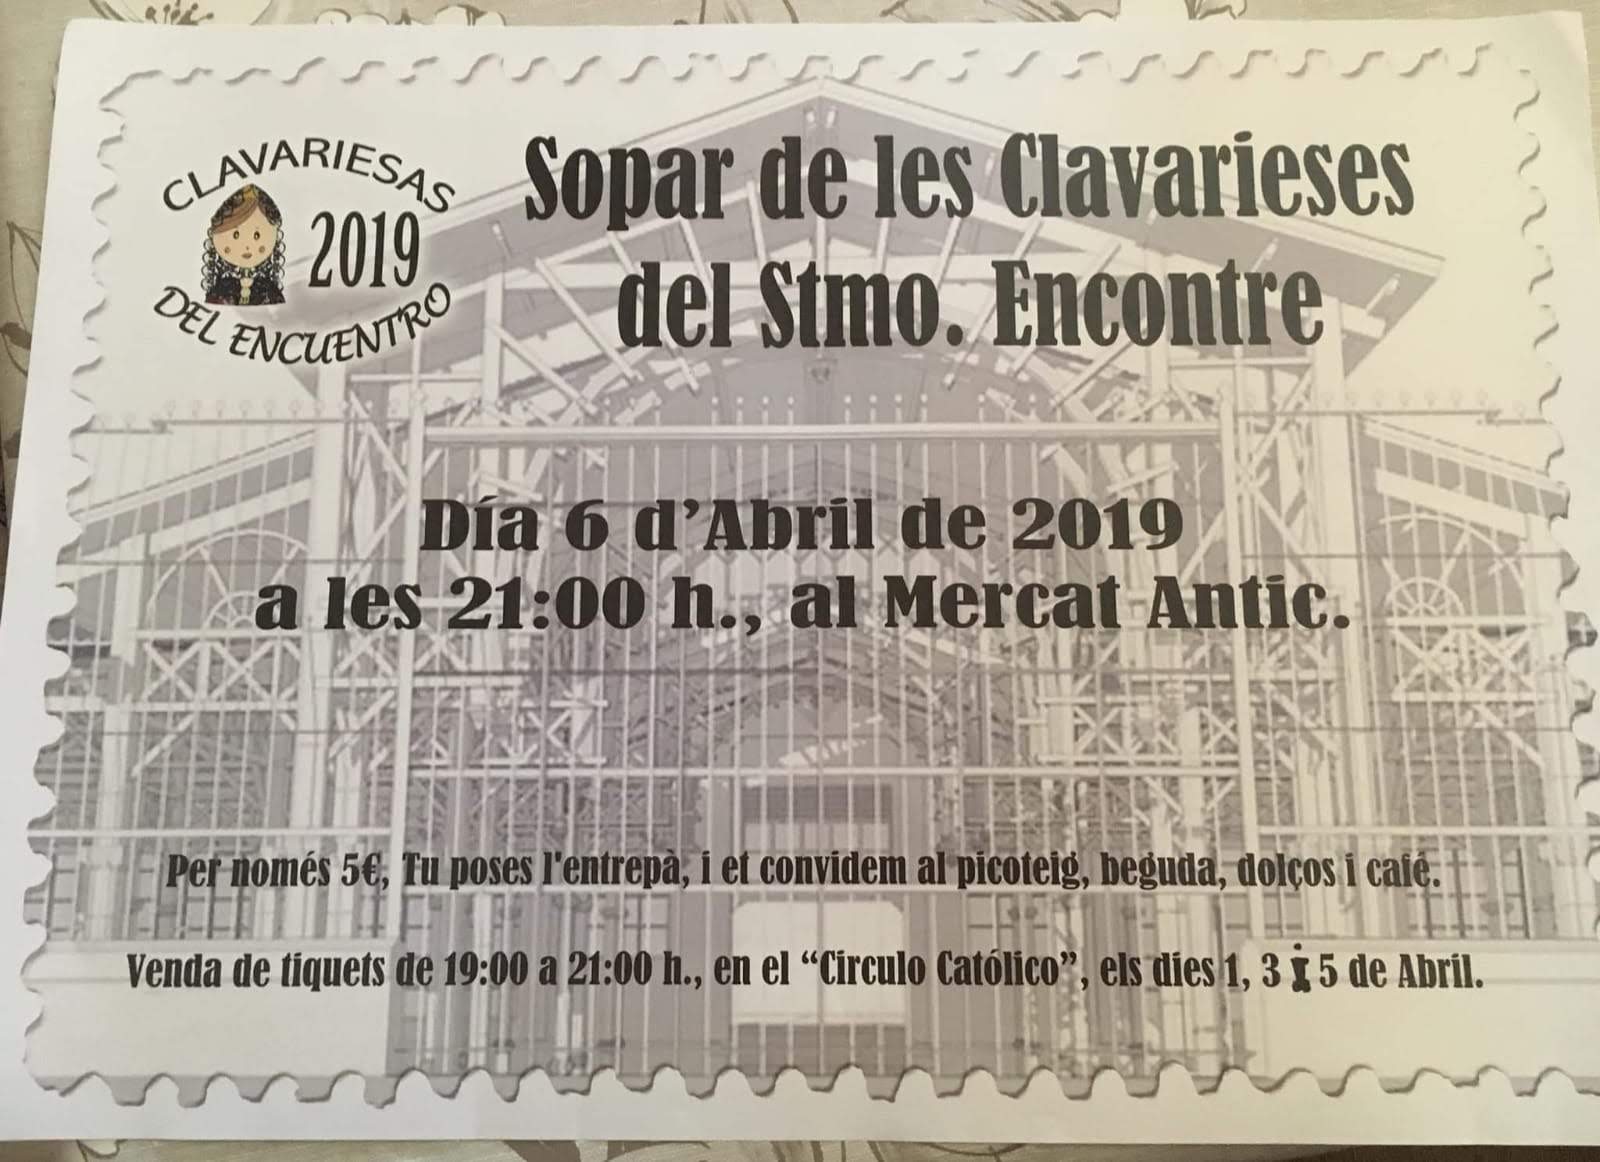 CLAVARIESAS
2019
DEL ENCUENTRO
Sopar de les Clavarieses
del Stmo. Encontre
Día 6 d'Abril de 2019
a les 21:00 h., al Mercat Antic.
Per només 5€, Tu poses l'entrepà, i et convidem al picoteig, beguda, dolços i café.
Venda de tiquets de 19:00 a 21:00 h., en el “Circulo Católico”, els dies 1, 3 i 5 de Abril.